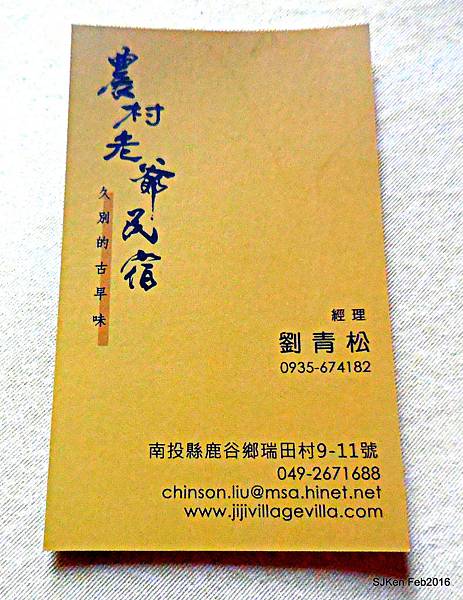 農村老爺民宿
久別的古早味
經理
劉青松
0935-674182
南投縣鹿谷鄉瑞田村9-11號
049-2671688
chinson.liu@msa.hinet.net
www.jijivillagevilla.com
SJKen Feb2016